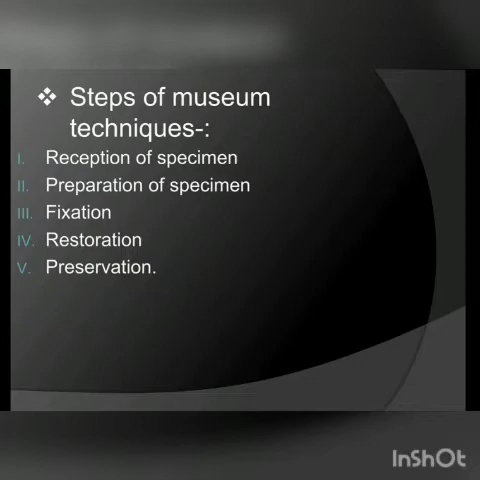 ❖ Steps of museum
techniques-:
I. Reception of specimen
II. Preparation of specimen
III. Fixation
IV. Restoration
V. Preservation.
InShOt